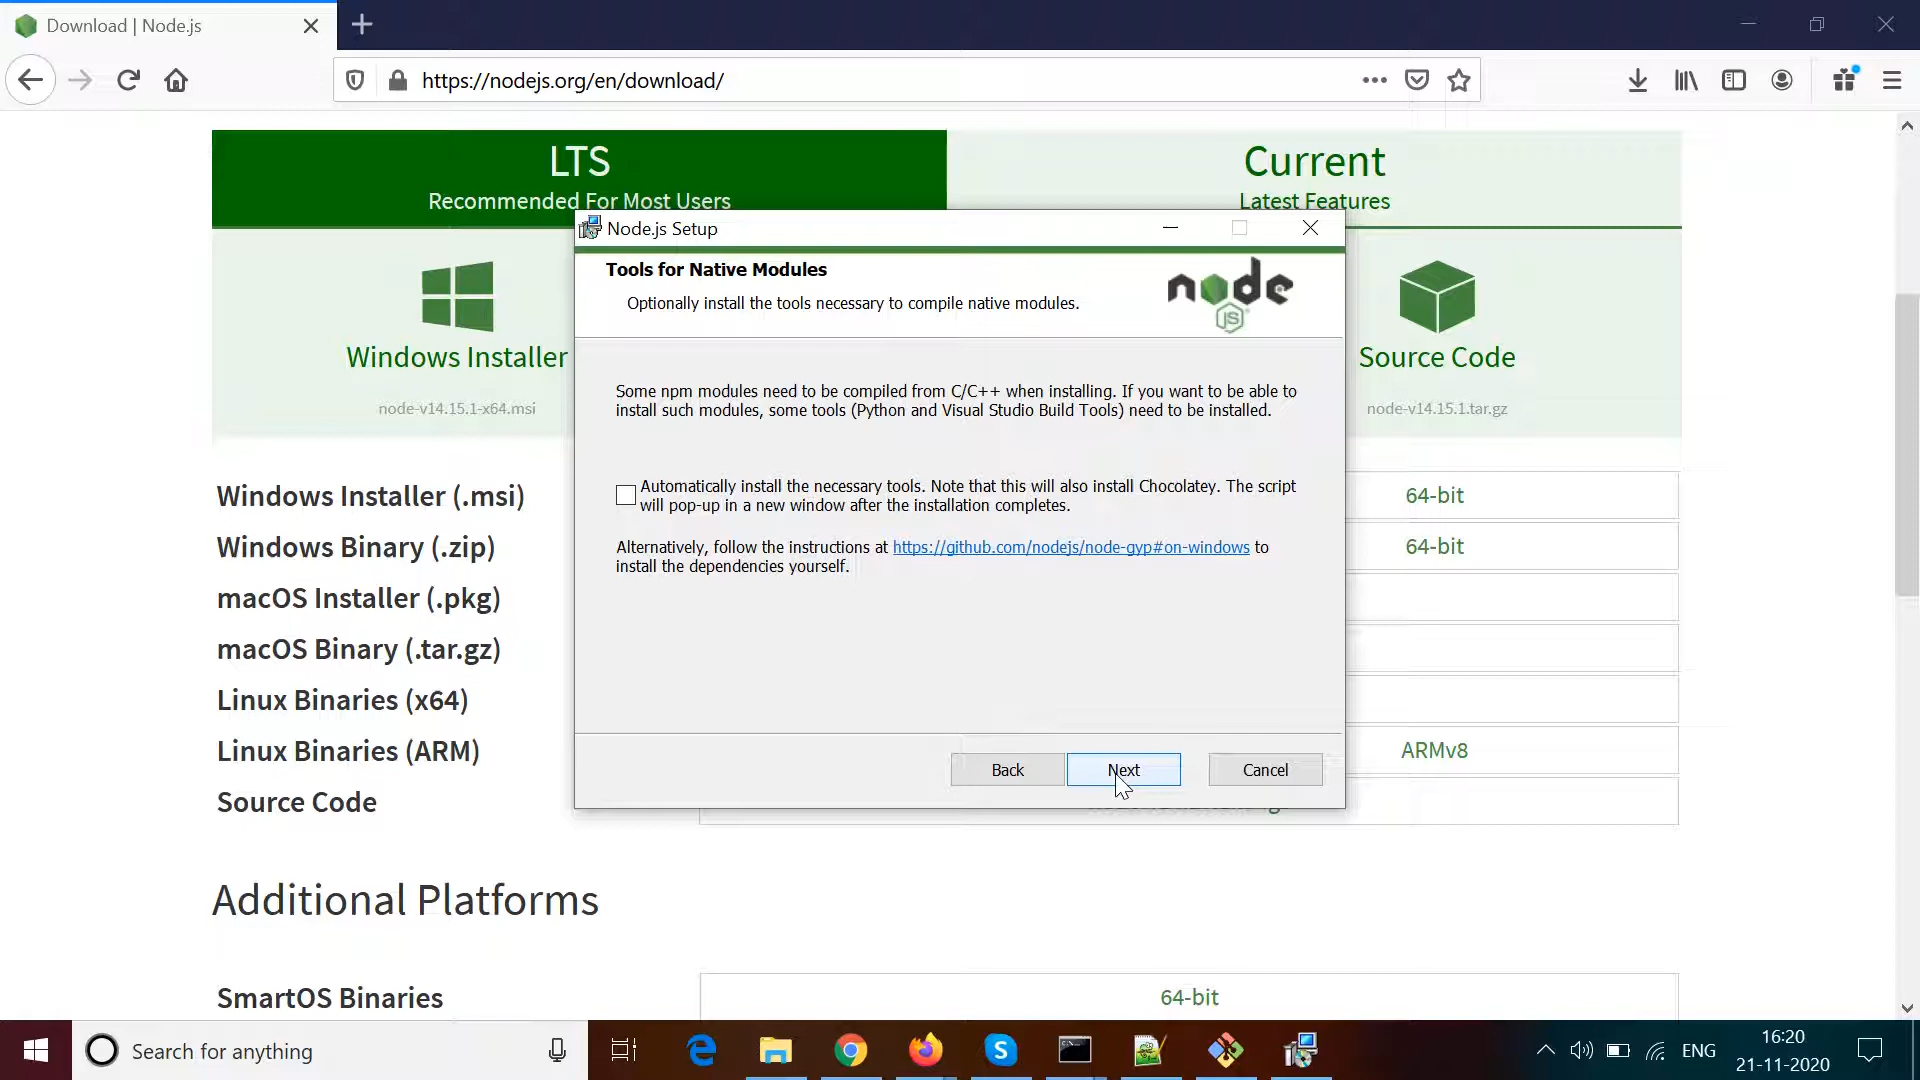 Download | Node.js
https://nodejs.org/en/download/
LTS
Recommended For Most Users
Current
Latest Features
Windows Installer
node-v14.15.1-x64.msi
Source Code
node-v14.15.1.tar.gz
Node.js Setup
Tools for Native Modules
Optionally install the tools necessary to compile native modules.
node
JS
Some npm modules need to be compiled from C/C++ when installing. If you want to be able to
install such modules, some tools (Python and Visual Studio Build Tools) need to be installed.
Automatically install the necessary tools. Note that this will also install Chocolatey. The script
will pop-up in a new window after the installation completes.
Alternatively, follow the instructions at https://github.com/nodejs/node-gyp#on-windows to
install the dependencies yourself.
Back
Next
Cancel
Windows Installer (.msi)
64-bit
Windows Binary (.zip)
64-bit
macOS Installer (.pkg)
macOS Binary (.tar.gz)
Linux Binaries (x64)
Linux Binaries (ARM)
ARMv8
Source Code
Additional Platforms
SmartOS Binaries
64-bit
Search for anything
ENG
16:20
21-11-2020